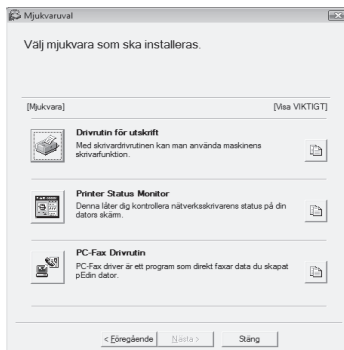 Mjukvaruval
Välj mjukvara som ska installeras.
[Mjukvara] [Visa VIKTIGT]
Drivrutin för utskrift
Med skrivardrivrutinen kan man använda maskinens
skrivarfunktion.
Printer Status Monitor
Denna låter dig kontrollera nätverksskrivarens status på din
dators skärm.
PC-Fax Drivrutin
PC-Fax driver är ett program som direkt faxar data du skapat
pEdin dator.
< Föregående Nästa > Stäng